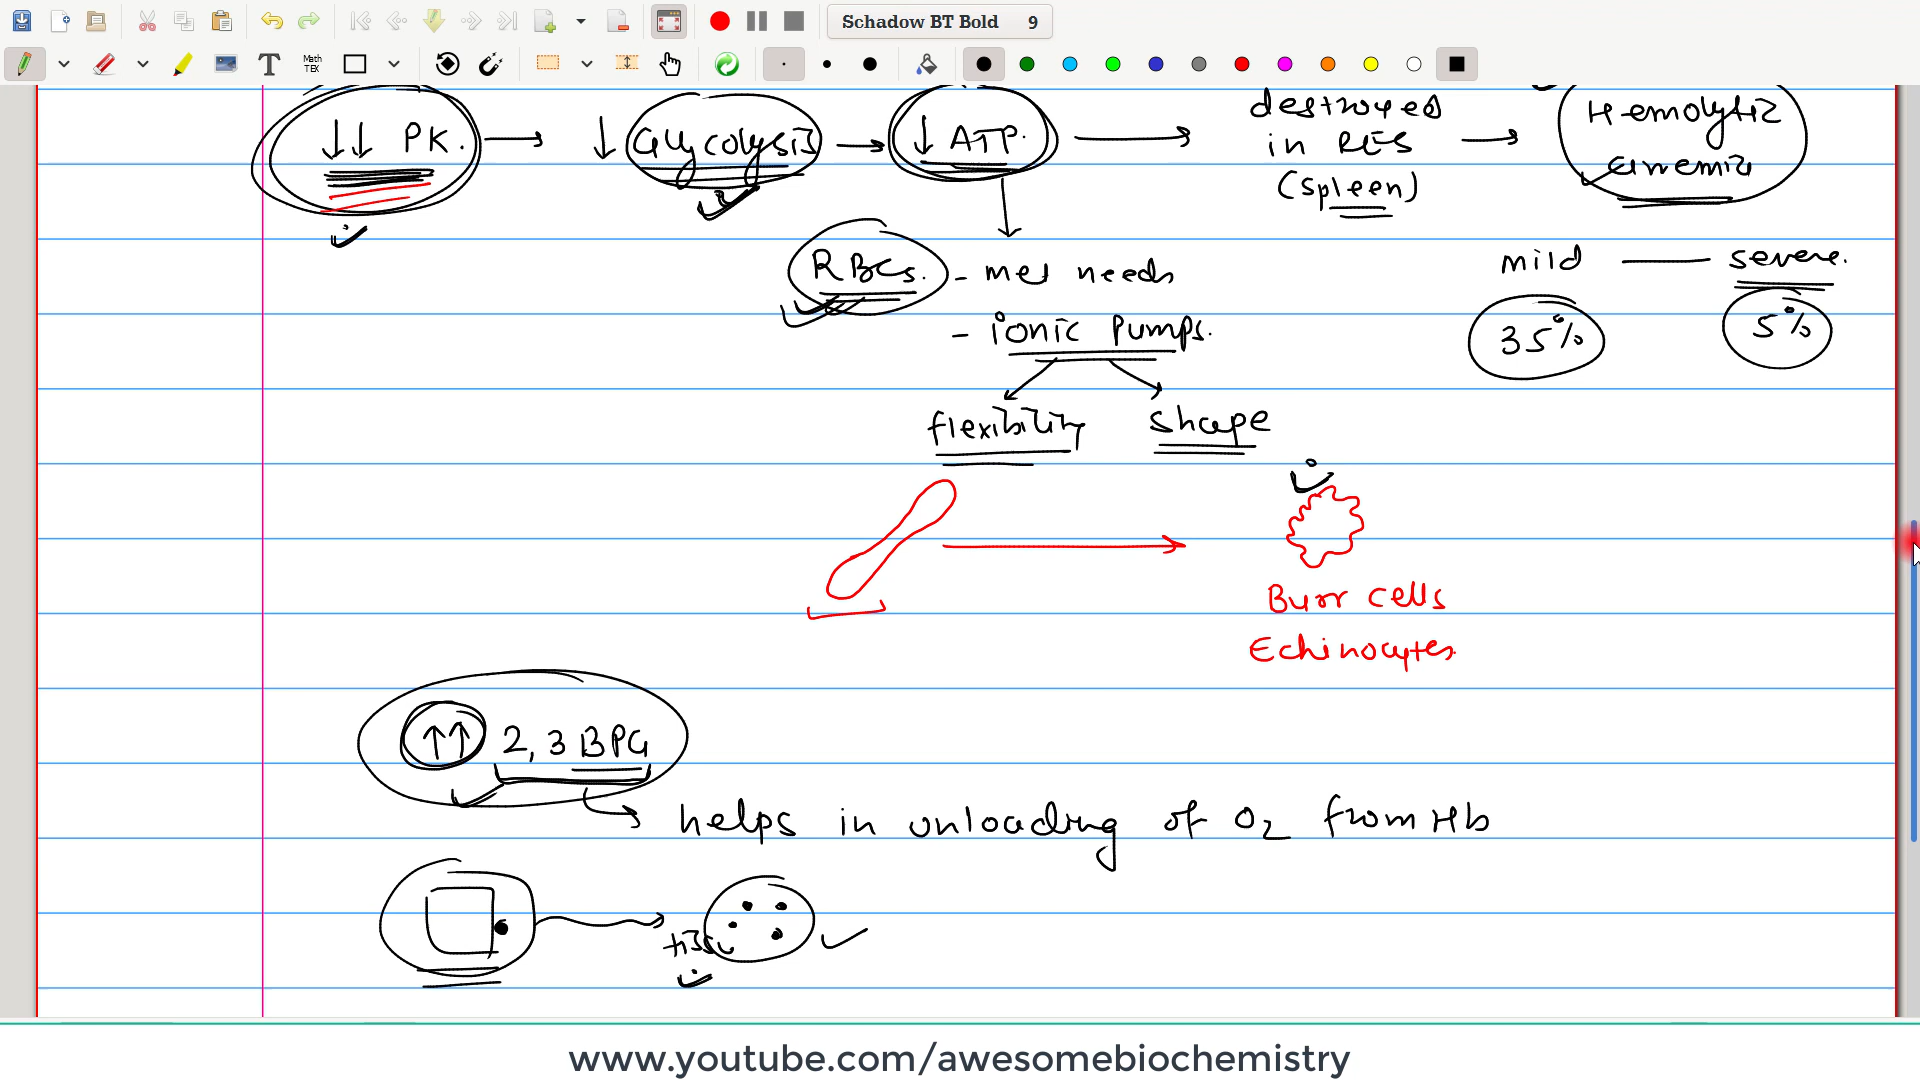 Schadow BT Bold 9
Math TEX
↓↓ PK. → ↓ Glycolysis → ↓ ATP. → destroyed in RES (spleen) → Hemolytic anemia
RBCs. - met needs
- ionic pumps.
flexibility shape
mild — severe.
35% 5%
Burr cells
Echinocytes
↑↑ 2,3 BPG
→ helps in unloading of O2 from Hb
www.youtube.com/awesomebiochemistry